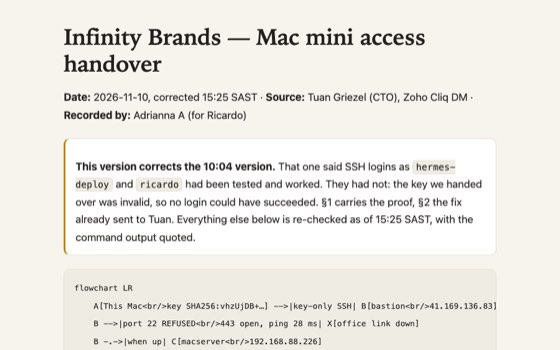 Infinity Brands — Mac mini access
handover
Date: 2026-11-10, corrected 15:25 SAST · Source: Tuan Griezel (CTO), Zoho Cliq DM ·
Recorded by: Adrianna A (for Ricardo)
This version corrects the 10:04 version. That one said SSH logins as hermes-
deploy and ricardo had been tested and worked. They had not: the key we handed
over was invalid, so no login could have succeeded. §1 carries the proof, §2 the fix
already sent to Tuan. Everything else below is re-checked as of 15:25 SAST, with the
command output quoted.
flowchart LR
A[This Mac<br/>key SHA256:vhzUjDB+…] -->|key-only SSH| B[bastion<br/>41.169.136.83]
B -->|port 22 REFUSED<br/>443 open, ping 28 ms| X[office link down]
B -.->|when up| C[macserver<br/>192.168.88.226]